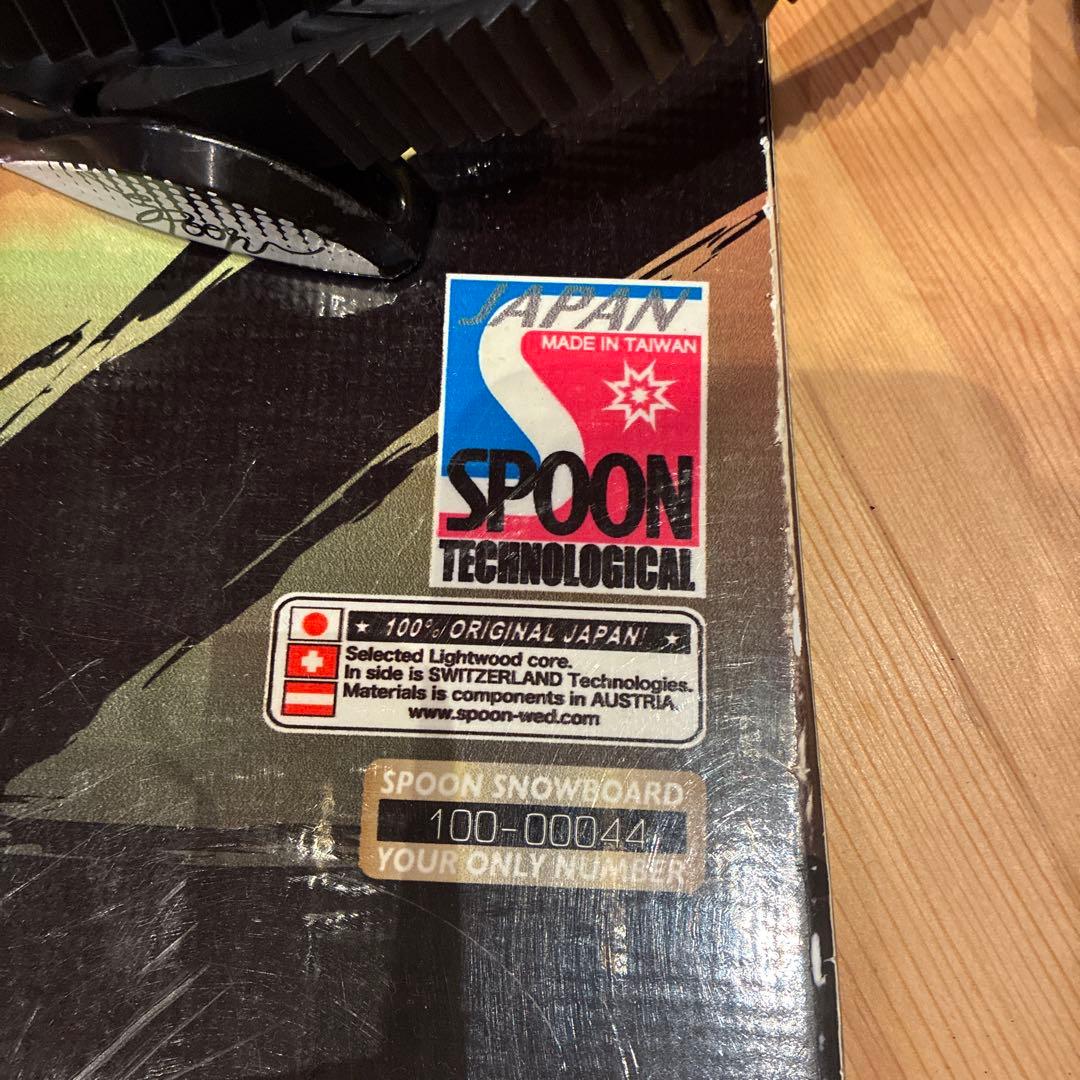 Spoon
JAPAN
MADE IN TAIWAN
SPOON
TECHNOLOGICAL
★ 100%/ORIGINAL JAPAN! ★
Selected Lightwood core.
In side is SWITZERLAND Technologies.
Materials is components in AUSTRIA.
www.spoon-wed.com
SPOON SNOWBOARD
100-00044
YOUR ONLY NUMBER